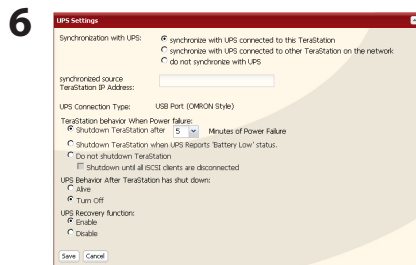 6
UPS Settings
Synchronization with UPS:
synchronize with UPS connected to this TeraStation
synchronize with UPS connected to other TeraStation on the network
do not synchronize with UPS
synchronized source
TeraStation IP Address:
UPS Connection Type: USB Port (OMRON Style)
TeraStation behavior When Power failure:
Shutdown TeraStation after 5 Minutes of Power Failure
Shutdown TeraStation when UPS Reports 'Battery Low' status.
Do not shutdown TeraStation
Shutdown until all iSCSI clients are disconnected
UPS Behavior After TeraStation has shut down:
Alive
Turn Off
UPS Recovery function:
Enable
Disable
Save Cancel